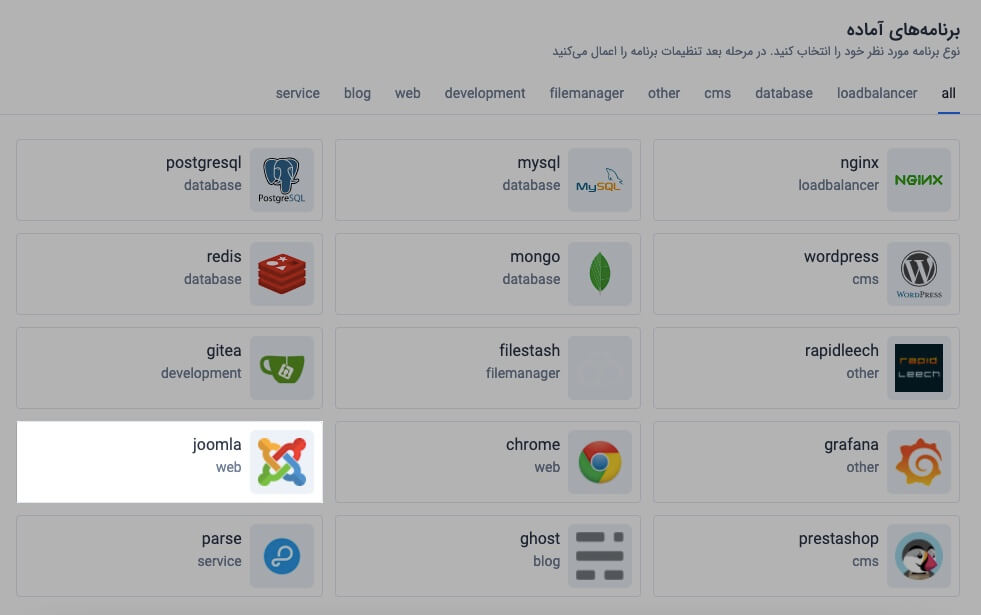 برنامه‌های آماده
نوع برنامه مورد نظر خود را انتخاب کنید. در مرحله بعد تنظیمات برنامه را اعمال می‌کنید
all loadbalancer database cms other filemanager development web blog service
nginx
loadbalancer
NGINX
mysql
database
MySQL
postgresql
database
PostgreSQL
wordpress
cms
WORDPRESS
mongo
database
redis
database
rapidleech
other
RAPID
LEECH
filestash
filemanager
gitea
development
grafana
other
chrome
web
joomla
web
prestashop
cms
ghost
blog
parse
service